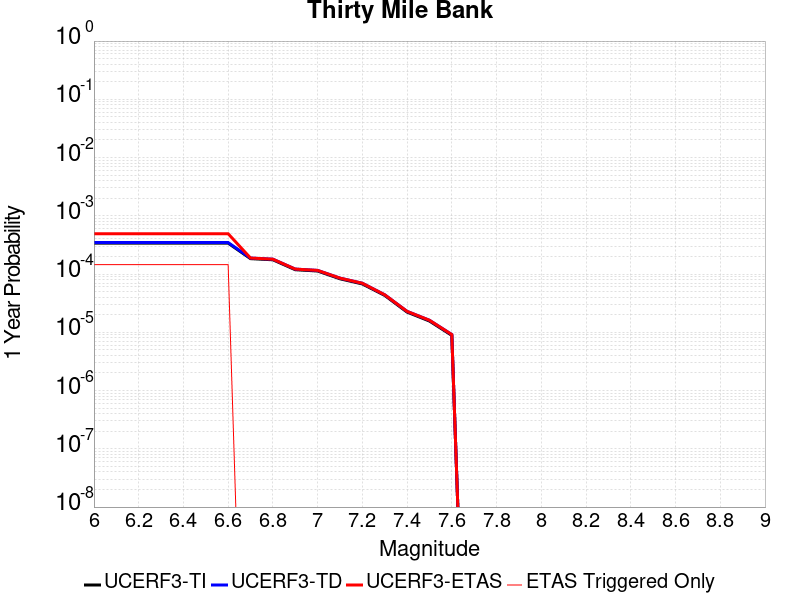 Thirty Mile Bank
10^0
10^-1
10^-2
10^-3
10^-4
10^-5
10^-6
10^-7
10^-8
1 Year Probability
6 6.2 6.4 6.6 6.8 7 7.2 7.4 7.6 7.8 8 8.2 8.4 8.6 8.8 9
Magnitude
UCERF3-TI UCERF3-TD UCERF3-ETAS ETAS Triggered Only